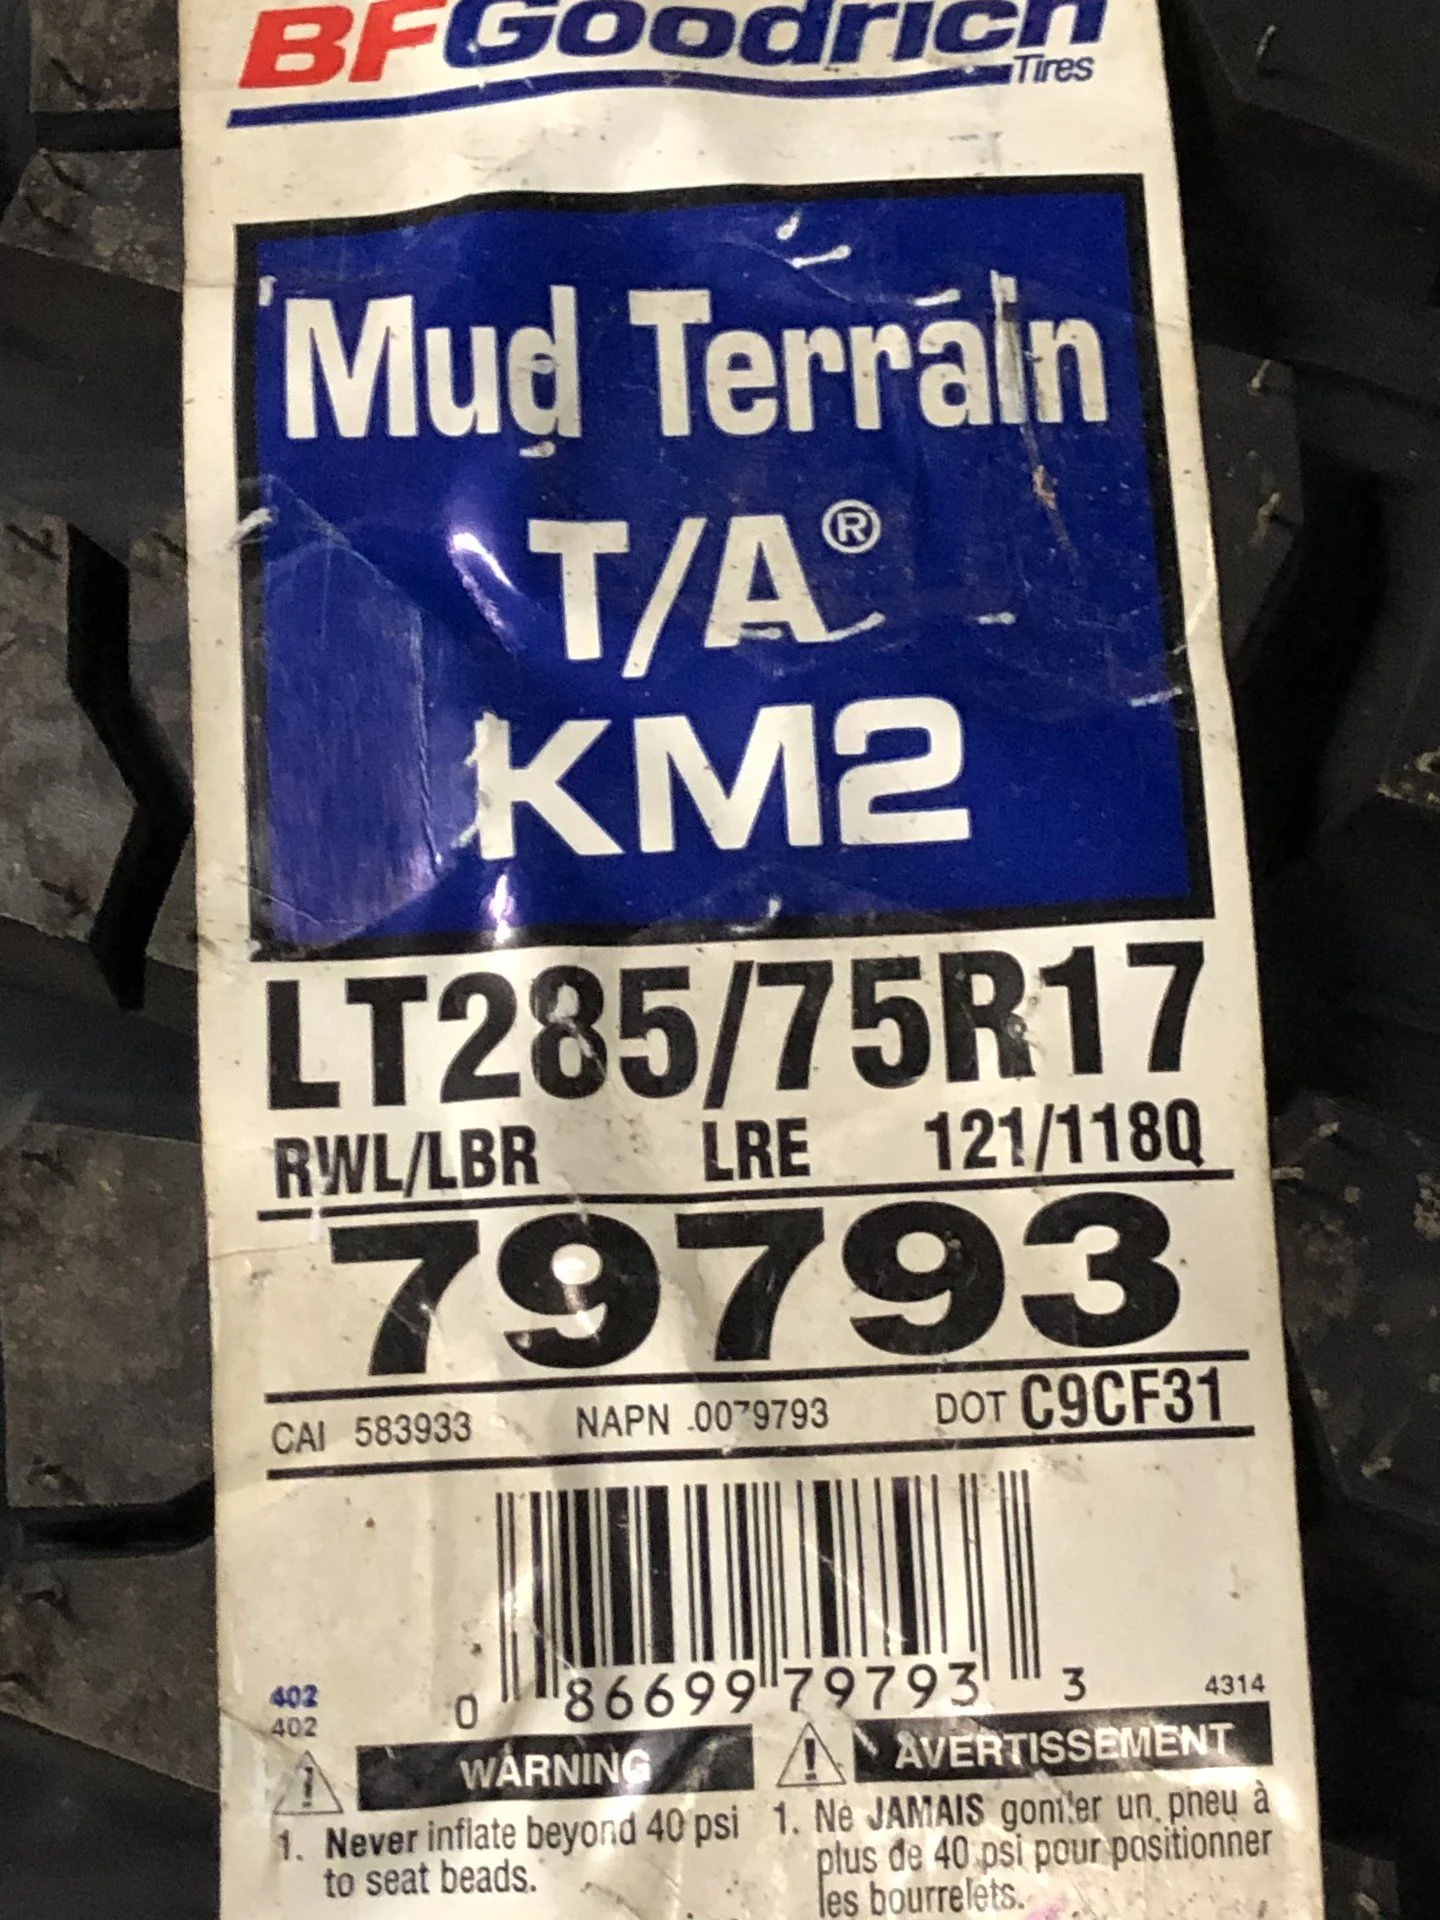 BFGoodrich
Tires
Mud Terrain
T/A®
KM2
LT285/75R17
RWL/LBR LRE 121/118Q
79793
CAI 583933 NAPN 0079793 DOT C9CF31
0 86699 79793 3
402
402
4314
WARNING
1. Never inflate beyond 40 psi
to seat beads.
AVERTISSEMENT
1. Ne JAMAIS gonfler un pneu à
plus de 40 psi pour positionner
les bourrelets.